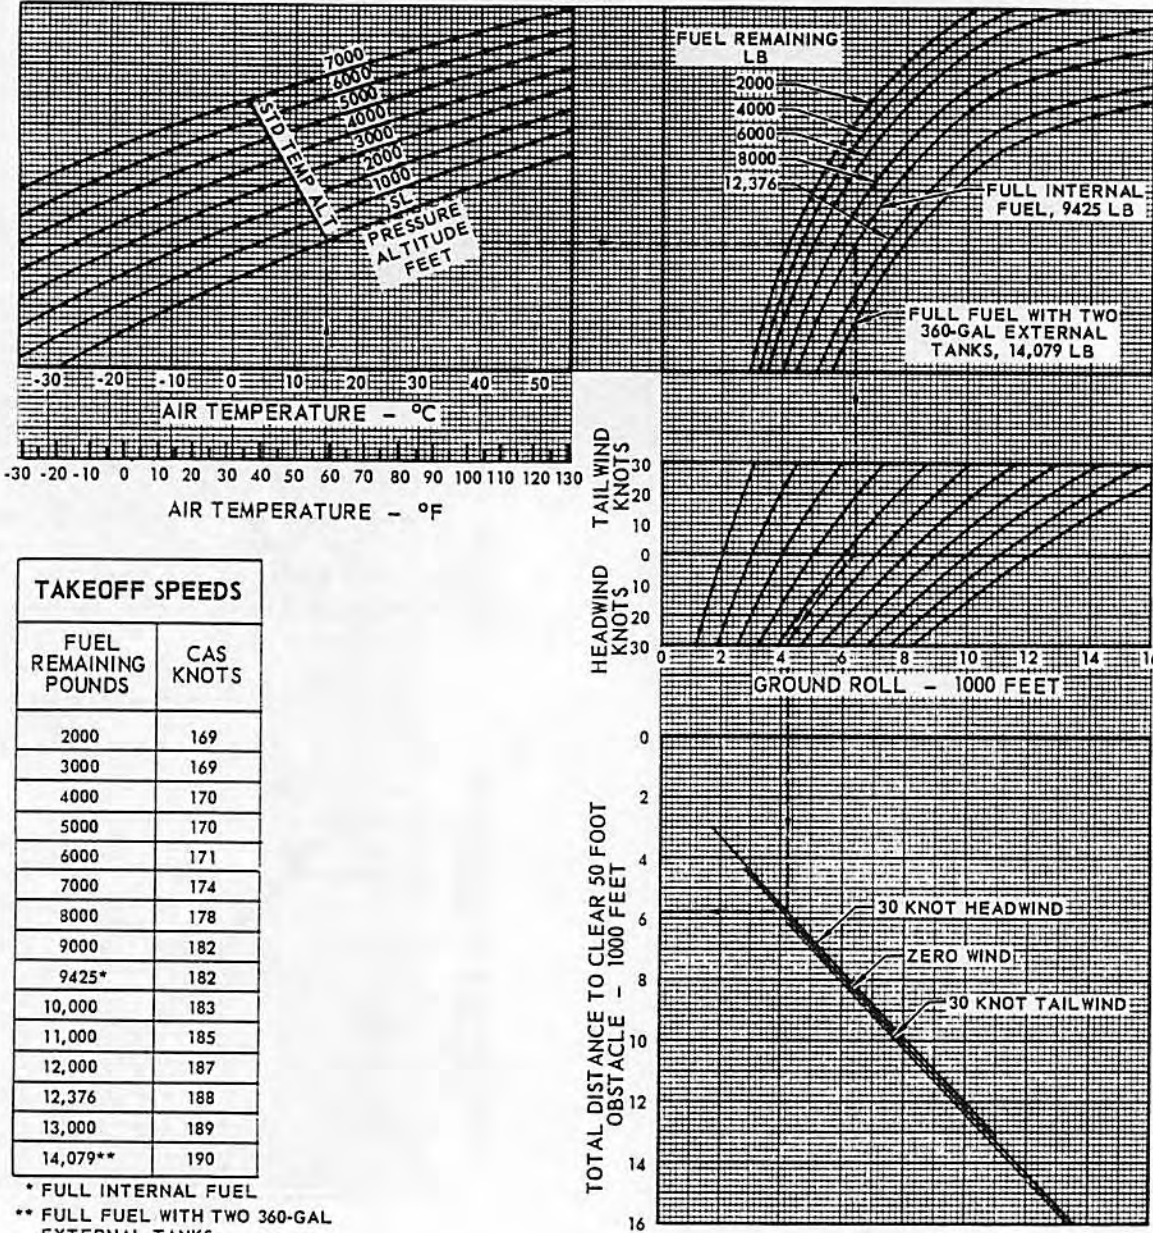 7000
6000
5000
4000
3000
2000
1000
SL
STD TEMP ALT
PRESSURE
ALTITUDE
FEET
-30 -20 -10 0 10 20 30 40 50
AIR TEMPERATURE - °C
-30 -20 -10 0 10 20 30 40 50 60 70 80 90 100 110 120 130
AIR TEMPERATURE - °F
FUEL REMAINING
LB
2000
4000
6000
8000
12,376
FULL INTERNAL
FUEL, 9425 LB
FULL FUEL WITH TWO
360-GAL EXTERNAL
TANKS, 14,079 LB
TAILWIND
KNOTS
HEADWIND
KNOTS
30
20
10
0
10
20
30
0 2 4 6 8 10 12 14 16
GROUND ROLL - 1000 FEET
TOTAL DISTANCE TO CLEAR 50 FOOT
OBSTACLE - 1000 FEET
0
2
4
6
8
10
12
14
16
30 KNOT HEADWIND
ZERO WIND
30 KNOT TAILWIND
TAKEOFF SPEEDS
FUEL
REMAINING
POUNDS
CAS
KNOTS
2000 169
3000 169
4000 170
5000 170
6000 171
7000 174
8000 178
9000 182
9425* 182
10,000 183
11,000 185
12,000 187
12,376 188
13,000 189
14,079** 190
* FULL INTERNAL FUEL
** FULL FUEL WITH TWO 360-GAL
EXTERNAL TANKS